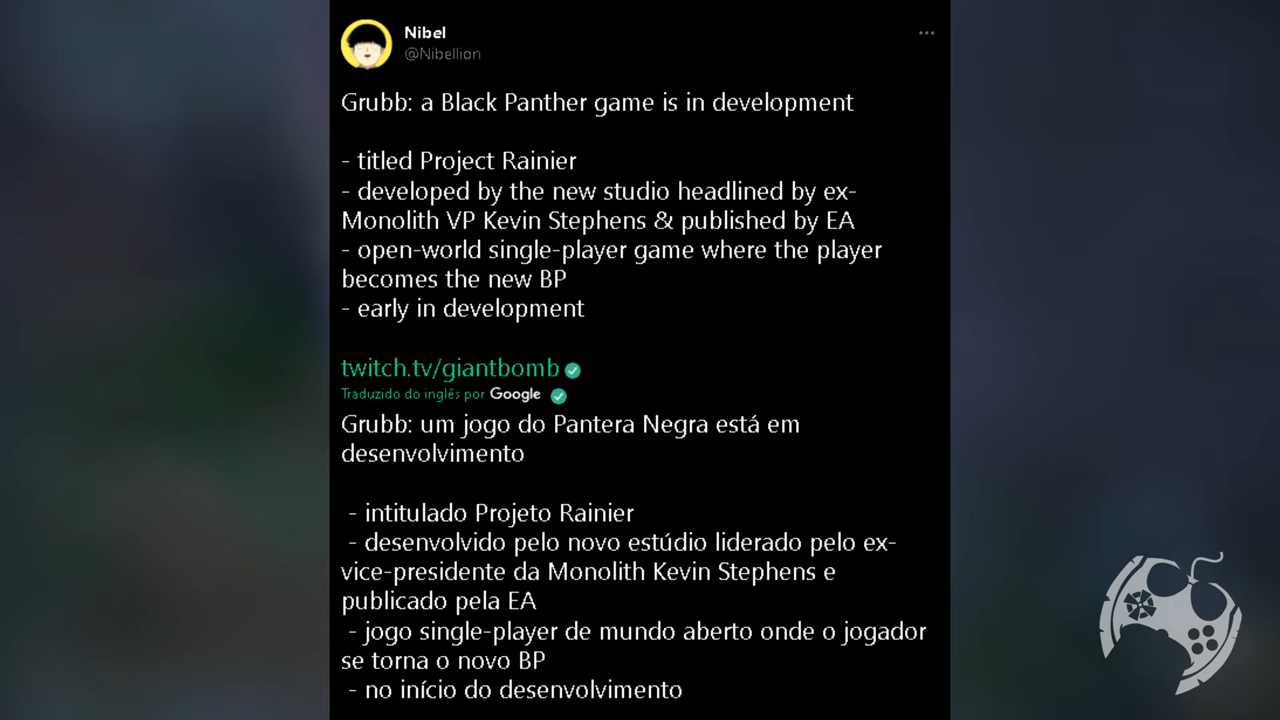 Nibel
@Nibellion
Grubb: a Black Panther game is in development
- titled Project Rainier
- developed by the new studio headlined by ex-
Monolith VP Kevin Stephens & published by EA
- open-world single-player game where the player
becomes the new BP
- early in development
twitch.tv/giantbomb
Traduzido do inglês por Google
Grubb: um jogo do Pantera Negra está em
desenvolvimento
- intitulado Projeto Rainier
- desenvolvido pelo novo estúdio liderado pelo ex-
vice-presidente da Monolith Kevin Stephens e
publicado pela EA
- jogo single-player de mundo aberto onde o jogador
se torna o novo BP
- no início do desenvolvimento